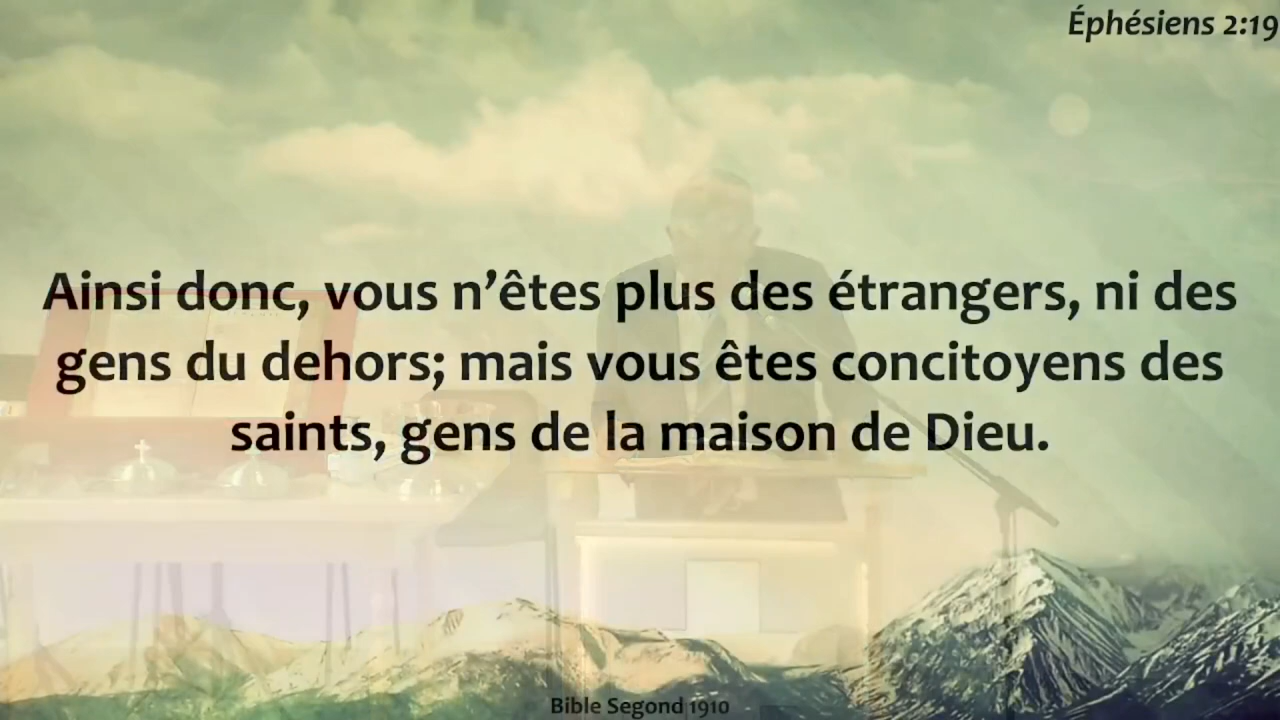 Éphésiens 2:19
Ainsi donc, vous n’êtes plus des étrangers, ni des
gens du dehors; mais vous êtes concitoyens des
saints, gens de la maison de Dieu.
Bible Segond 1910